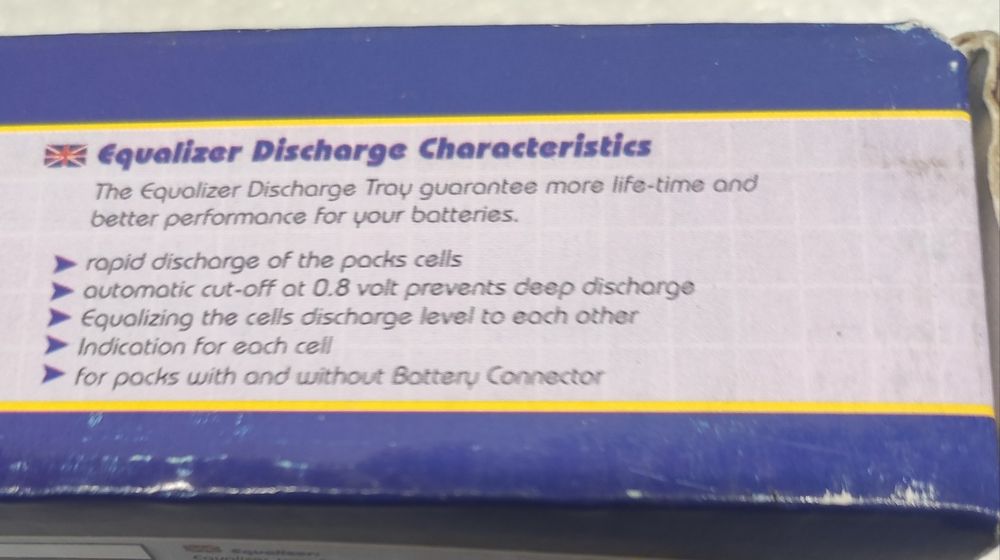 Equalizer Discharge Characteristics
The Equalizer Discharge Tray guarantee more life-time and
better performance for your batteries.
rapid discharge of the packs cells
automatic cut-off at 0.8 volt prevents deep discharge
Equalizing the cells discharge level to each other
Indication for each cell
for packs with and without Battery Connector
Equalizer